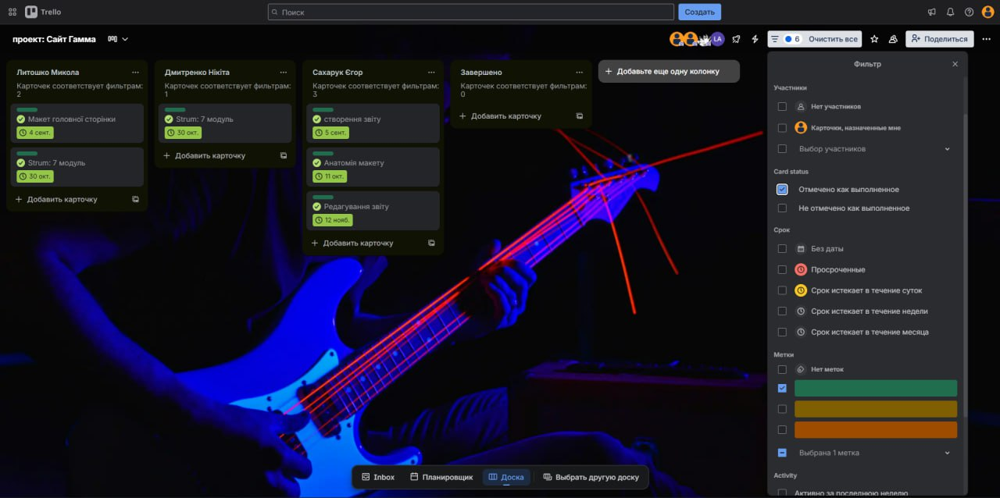 Trello
Поиск
Создать
проект: Сайт Гамма
LA
6
Очистить все
Поделиться
Литошко Микола
Карточек соответствует фильтрам:
2
Макет головної сторінки
4 сент.
Strum: 7 модуль
30 окт.
Добавить карточку
Дмитренко Нікіта
Карточек соответствует фильтрам:
1
Strum: 7 модуль
30 окт.
Добавить карточку
Сахарук Єгор
Карточек соответствует фильтрам:
3
створення звіту
5 сент.
Анатомія макету
11 окт.
Редагування звіту
12 нояб.
Добавить карточку
Завершено
Карточек соответствует фильтрам:
0
Добавить карточку
Добавьте еще одну колонку
Фильтр
Участники
Нет участников
Карточки, назначенные мне
Выбор участников
Card status
Отмечено как выполненное
Не отмечено как выполненное
Срок
Без даты
Просроченные
Срок истекает в течение суток
Срок истекает в течение недели
Срок истекает в течение месяца
Метки
Нет меток
Выбрана 1 метка
Activity
Активно за последнюю неделю
Inbox
Планировщик
Доска
Выбрать другую доску